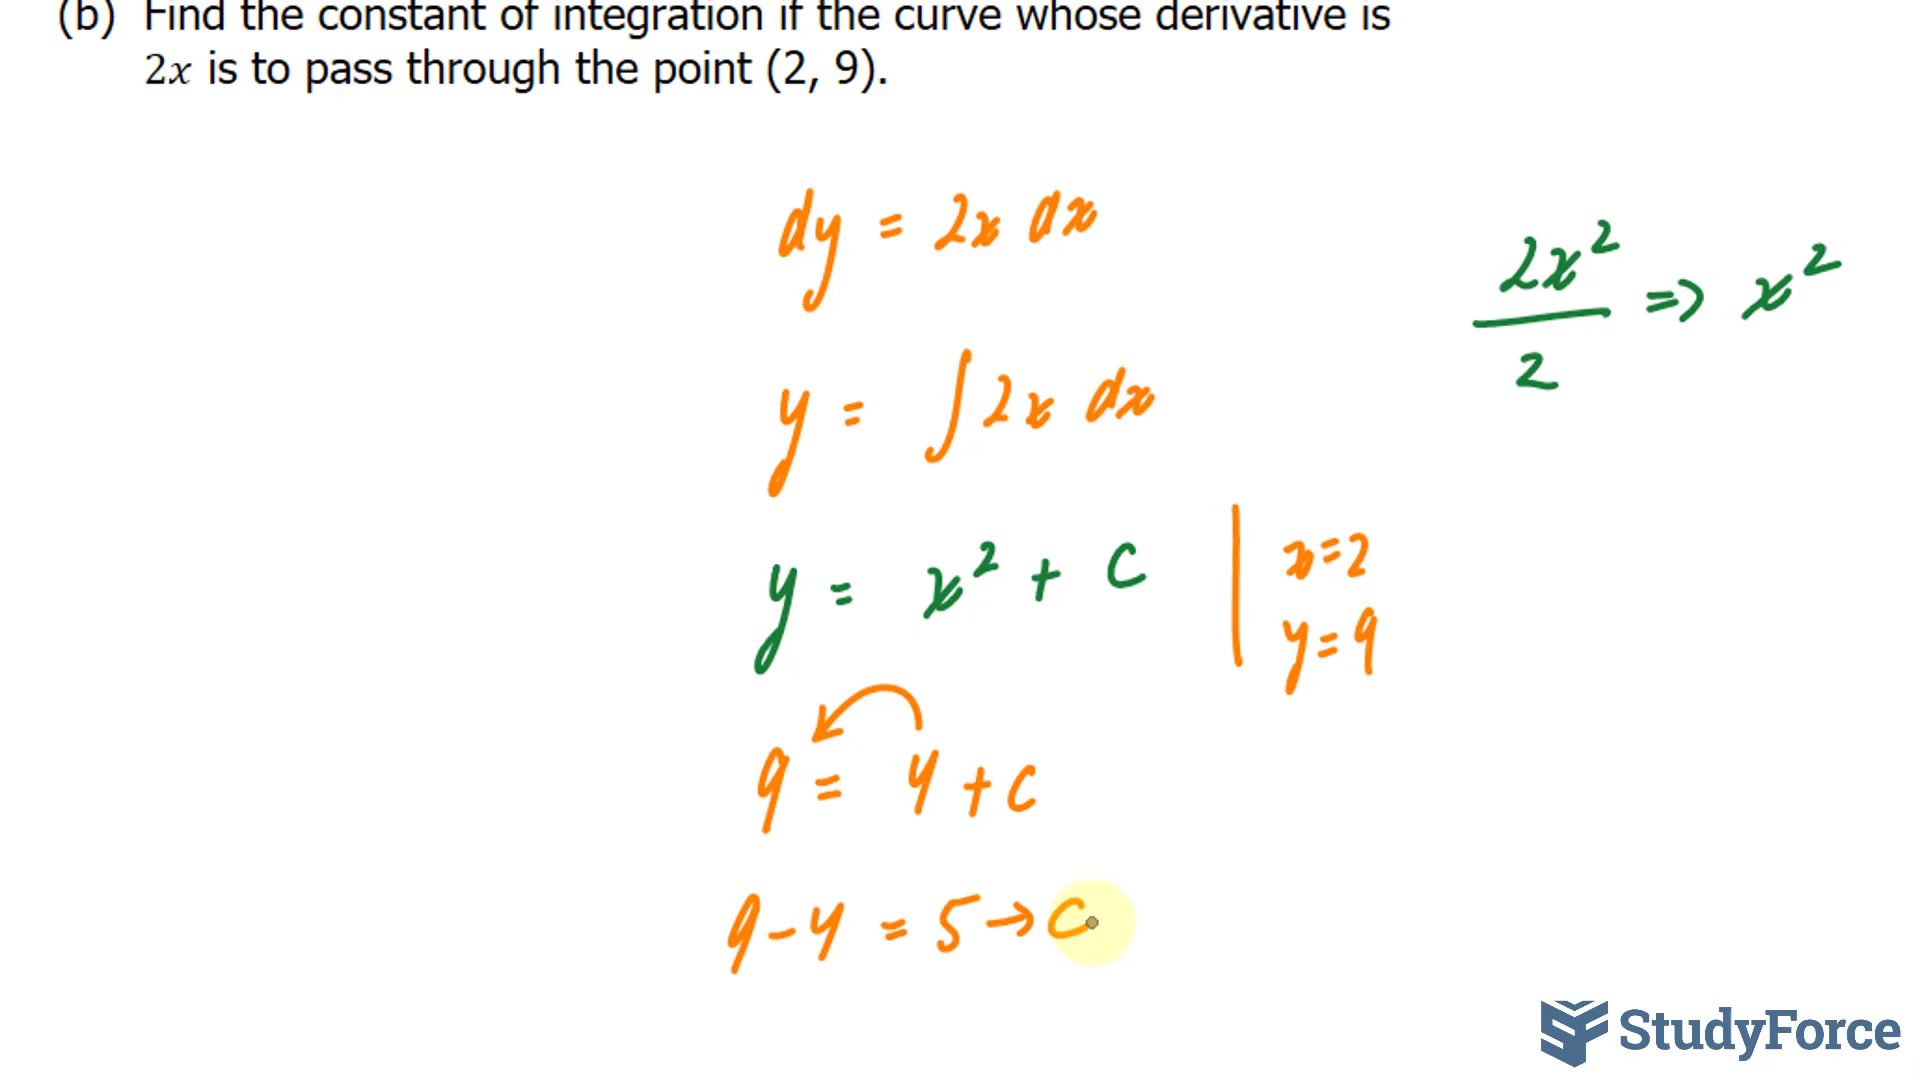 (b) Find the constant of integration if the curve whose derivative is
2x is to pass through the point (2, 9).
dy = 2x dx
2x² / 2 ⇒ x²
y = ∫ 2x dx
y = x² + c
x = 2
y = 9
9 = 4 + c
9 - 4 = 5 → c
StudyForce